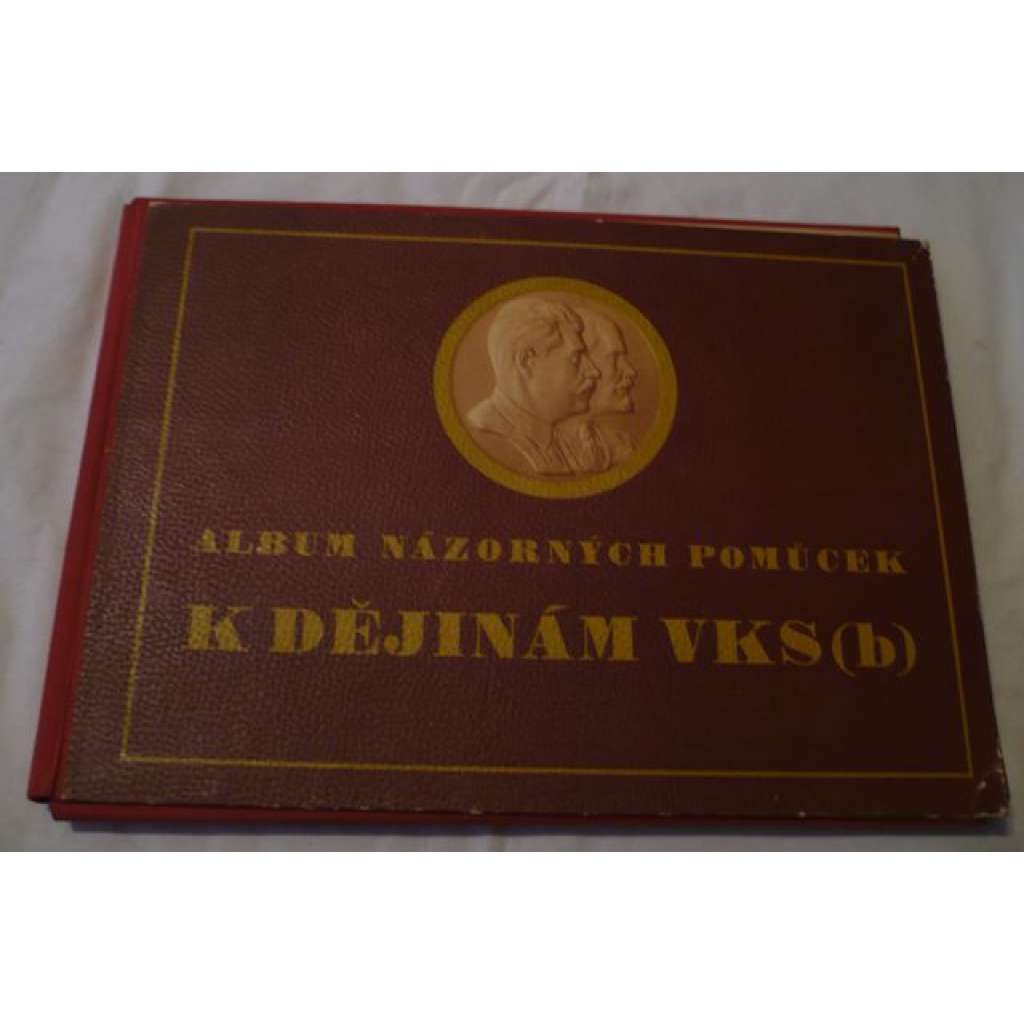 ALBUM NÁZORNÝCH POMŮCEK
K DĚJINÁM VKS(b)